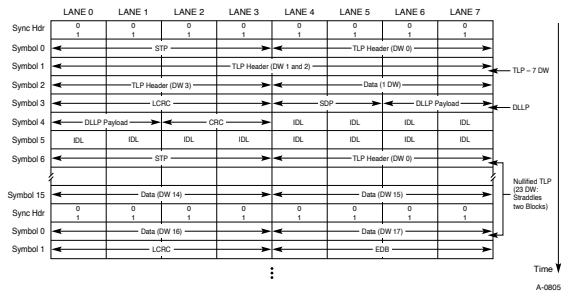 LANE 0 LANE 1 LANE 2 LANE 3 LANE 4 LANE 5 LANE 6 LANE 7
Sync Hdr 0 0 0 0 0 0 0 0
1 1 1 1 1 1 1 1
Symbol 0 STP TLP Header (DW 0)
Symbol 1 TLP Header (DW 1 and 2)
TLP – 7 DW
Symbol 2 TLP Header (DW 3) Data (1 DW)
Symbol 3 LCRC SDP DLLP Payload
DLLP
Symbol 4 DLLP Payload CRC IDL IDL IDL IDL
Symbol 5 IDL IDL IDL IDL IDL IDL IDL IDL
Symbol 6 STP TLP Header (DW 0)
Nullified TLP
(23 DW:
Straddles
two Blocks)
Symbol 15 Data (DW 14) Data (DW 15)
Sync Hdr 0 0 0 0 0 0 0 0
1 1 1 1 1 1 1 1
Symbol 0 Data (DW 16) Data (DW 17)
Symbol 1 LCRC EDB
Time
A-0805